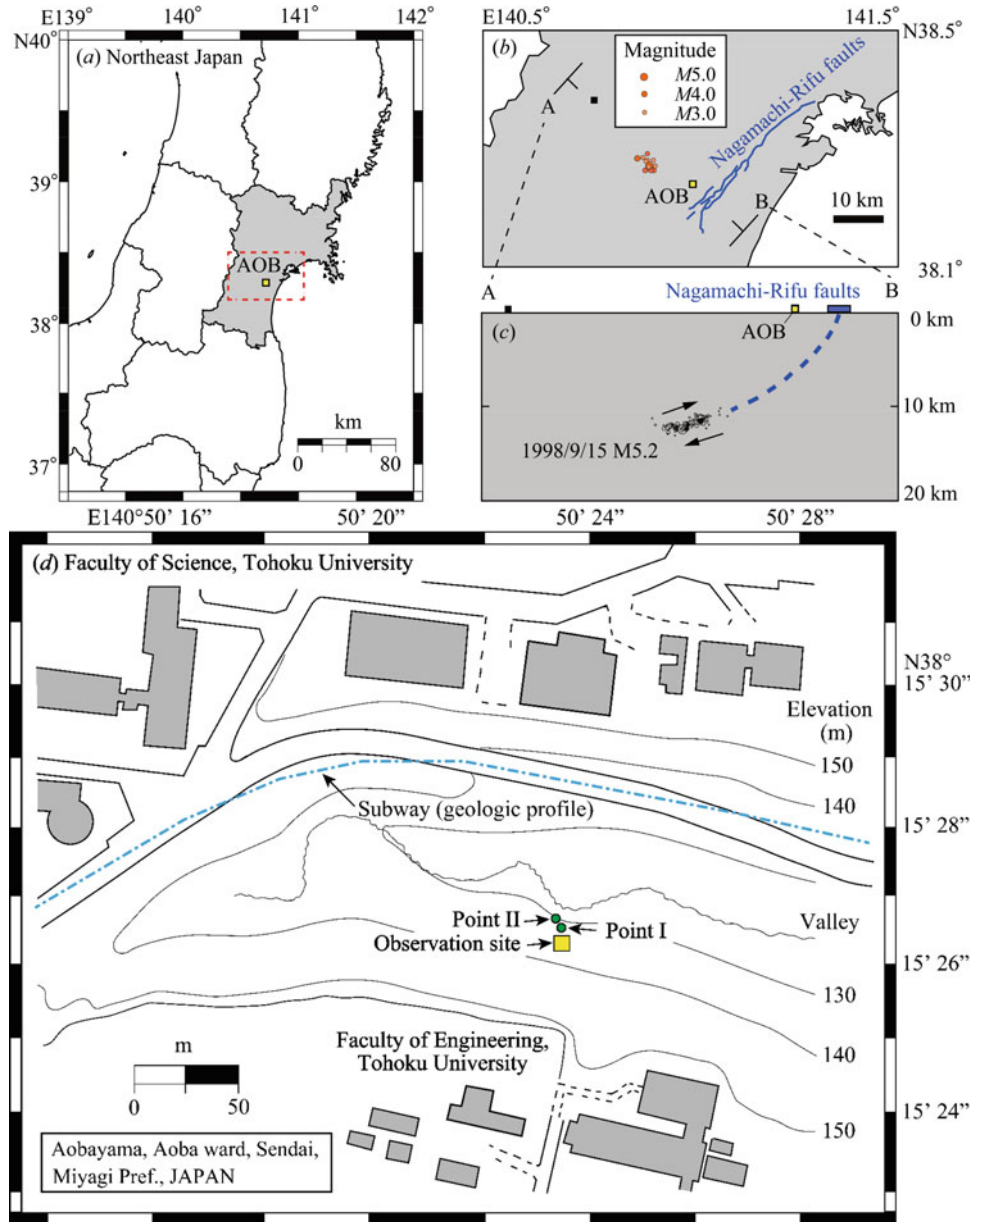 E139° 140° 141° 142°
N40°
(a) Northeast Japan
39°
AOB
38°
km
0 80
37°
E140.5° 141.5°
N38.5°
(b)
Magnitude
M5.0
M4.0
M3.0
Nagamachi-Rifu faults
A
AOB
B
10 km
38.1°
A
Nagamachi-Rifu faults
B
0 km
(c)
AOB
10 km
1998/9/15 M5.2
20 km
E140°50’ 16” 50’ 20” 50’ 24” 50’ 28”
(d) Faculty of Science, Tohoku University
N38°
15’ 30”
Elevation
(m)
150
140
Subway (geologic profile)
15’ 28”
Point II
Point I
Valley
Observation site
15’ 26”
130
Faculty of Engineering,
Tohoku University
140
m
0 50
15’ 24”
150
Aobayama, Aoba ward, Sendai,
Miyagi Pref., JAPAN